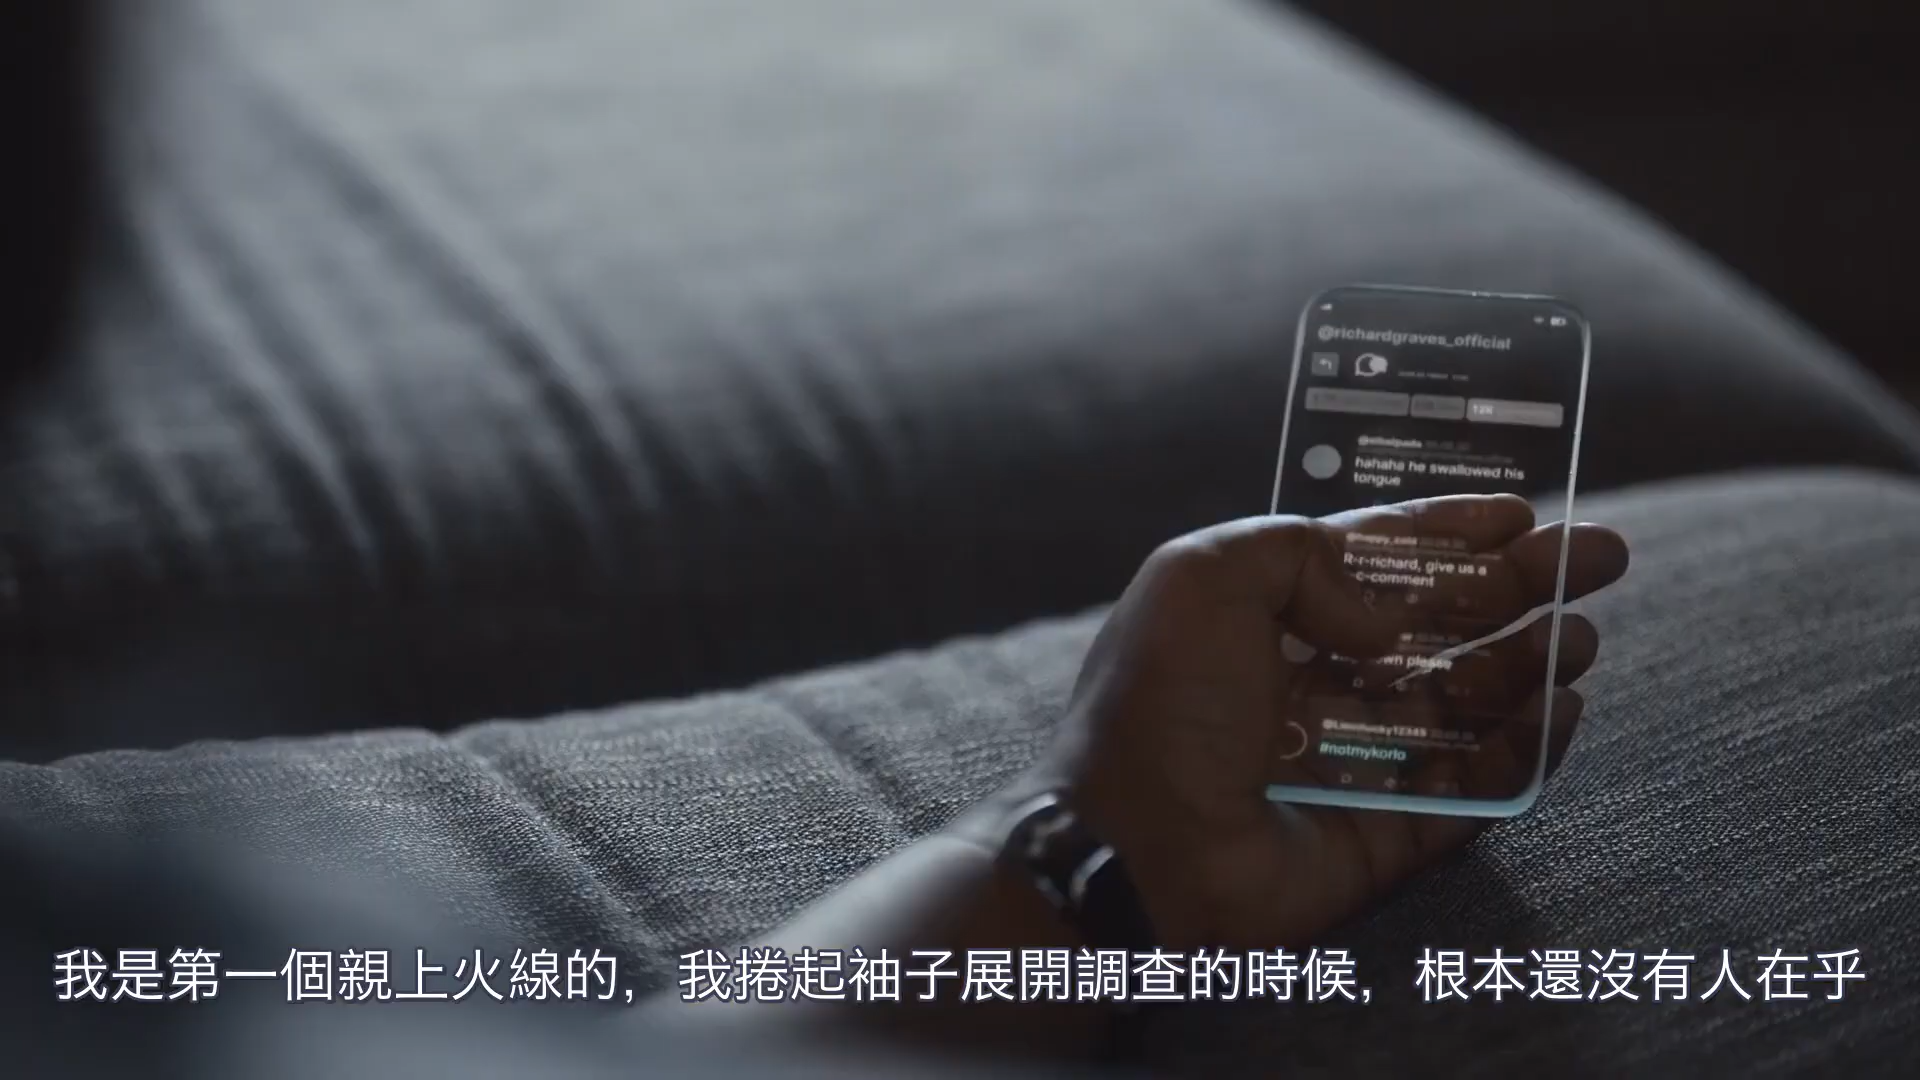 @richardgraves_official
12K
hahaha he swallowed his
tongue
R-r-richard, give us a
c-comment
please
#notmykorlo
我是第一個親上火線的，我捲起袖子展開調查的時候，根本還沒有人在乎